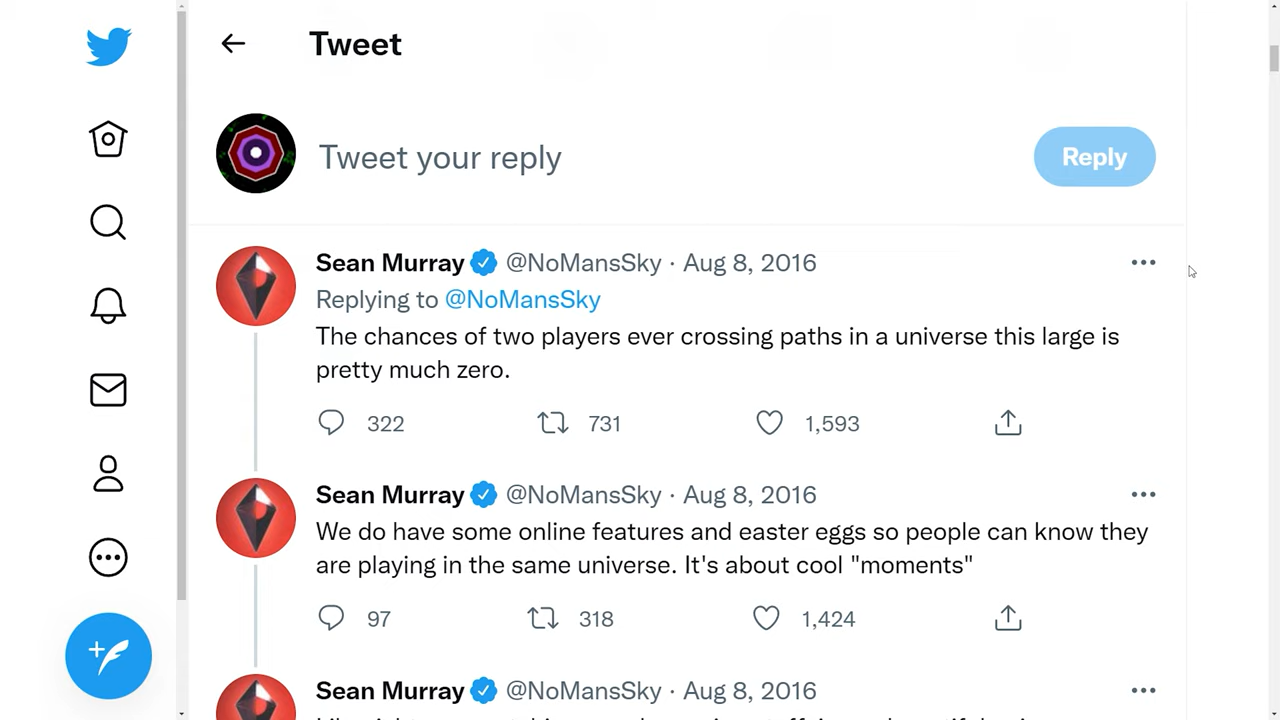 Tweet
Tweet your reply
Reply
Sean Murray @NoMansSky · Aug 8, 2016
Replying to @NoMansSky
The chances of two players ever crossing paths in a universe this large is
pretty much zero.
322 731 1,593
Sean Murray @NoMansSky · Aug 8, 2016
We do have some online features and easter eggs so people can know they
are playing in the same universe. It's about cool "moments"
97 318 1,424
Sean Murray @NoMansSky · Aug 8, 2016